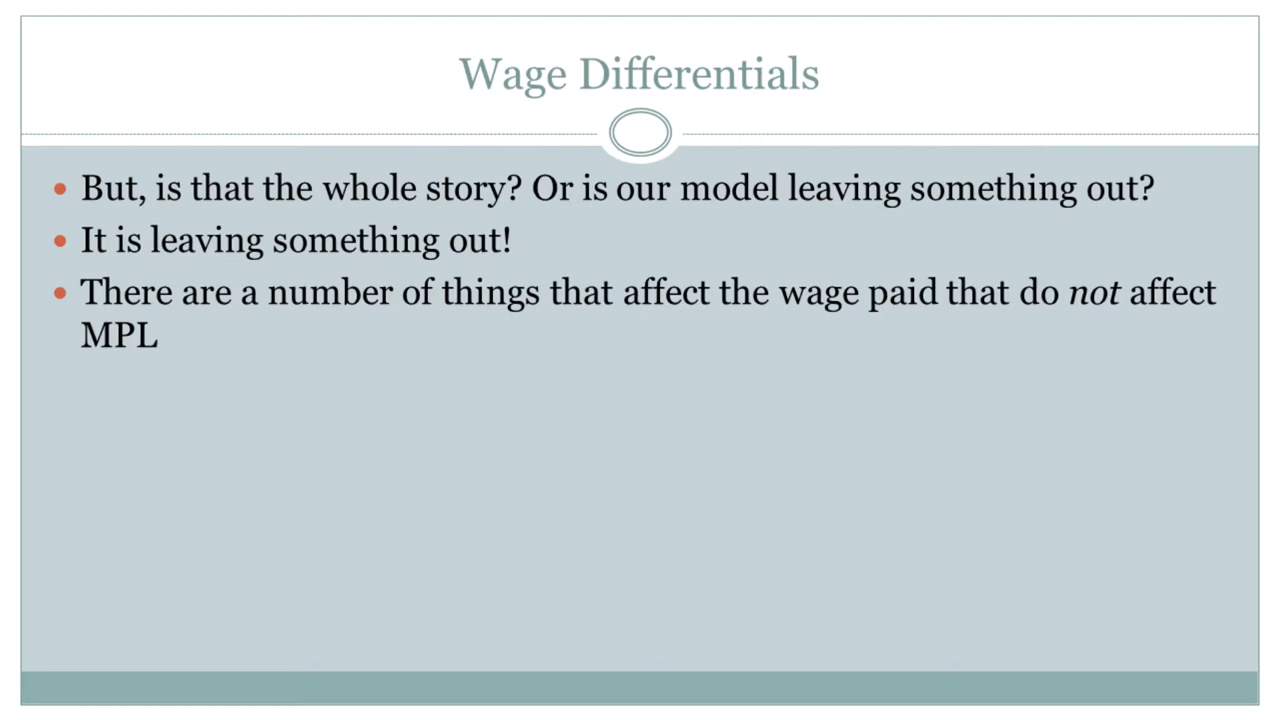 Wage Differentials
But, is that the whole story? Or is our model leaving something out?
It is leaving something out!
There are a number of things that affect the wage paid that do not affect
MPL